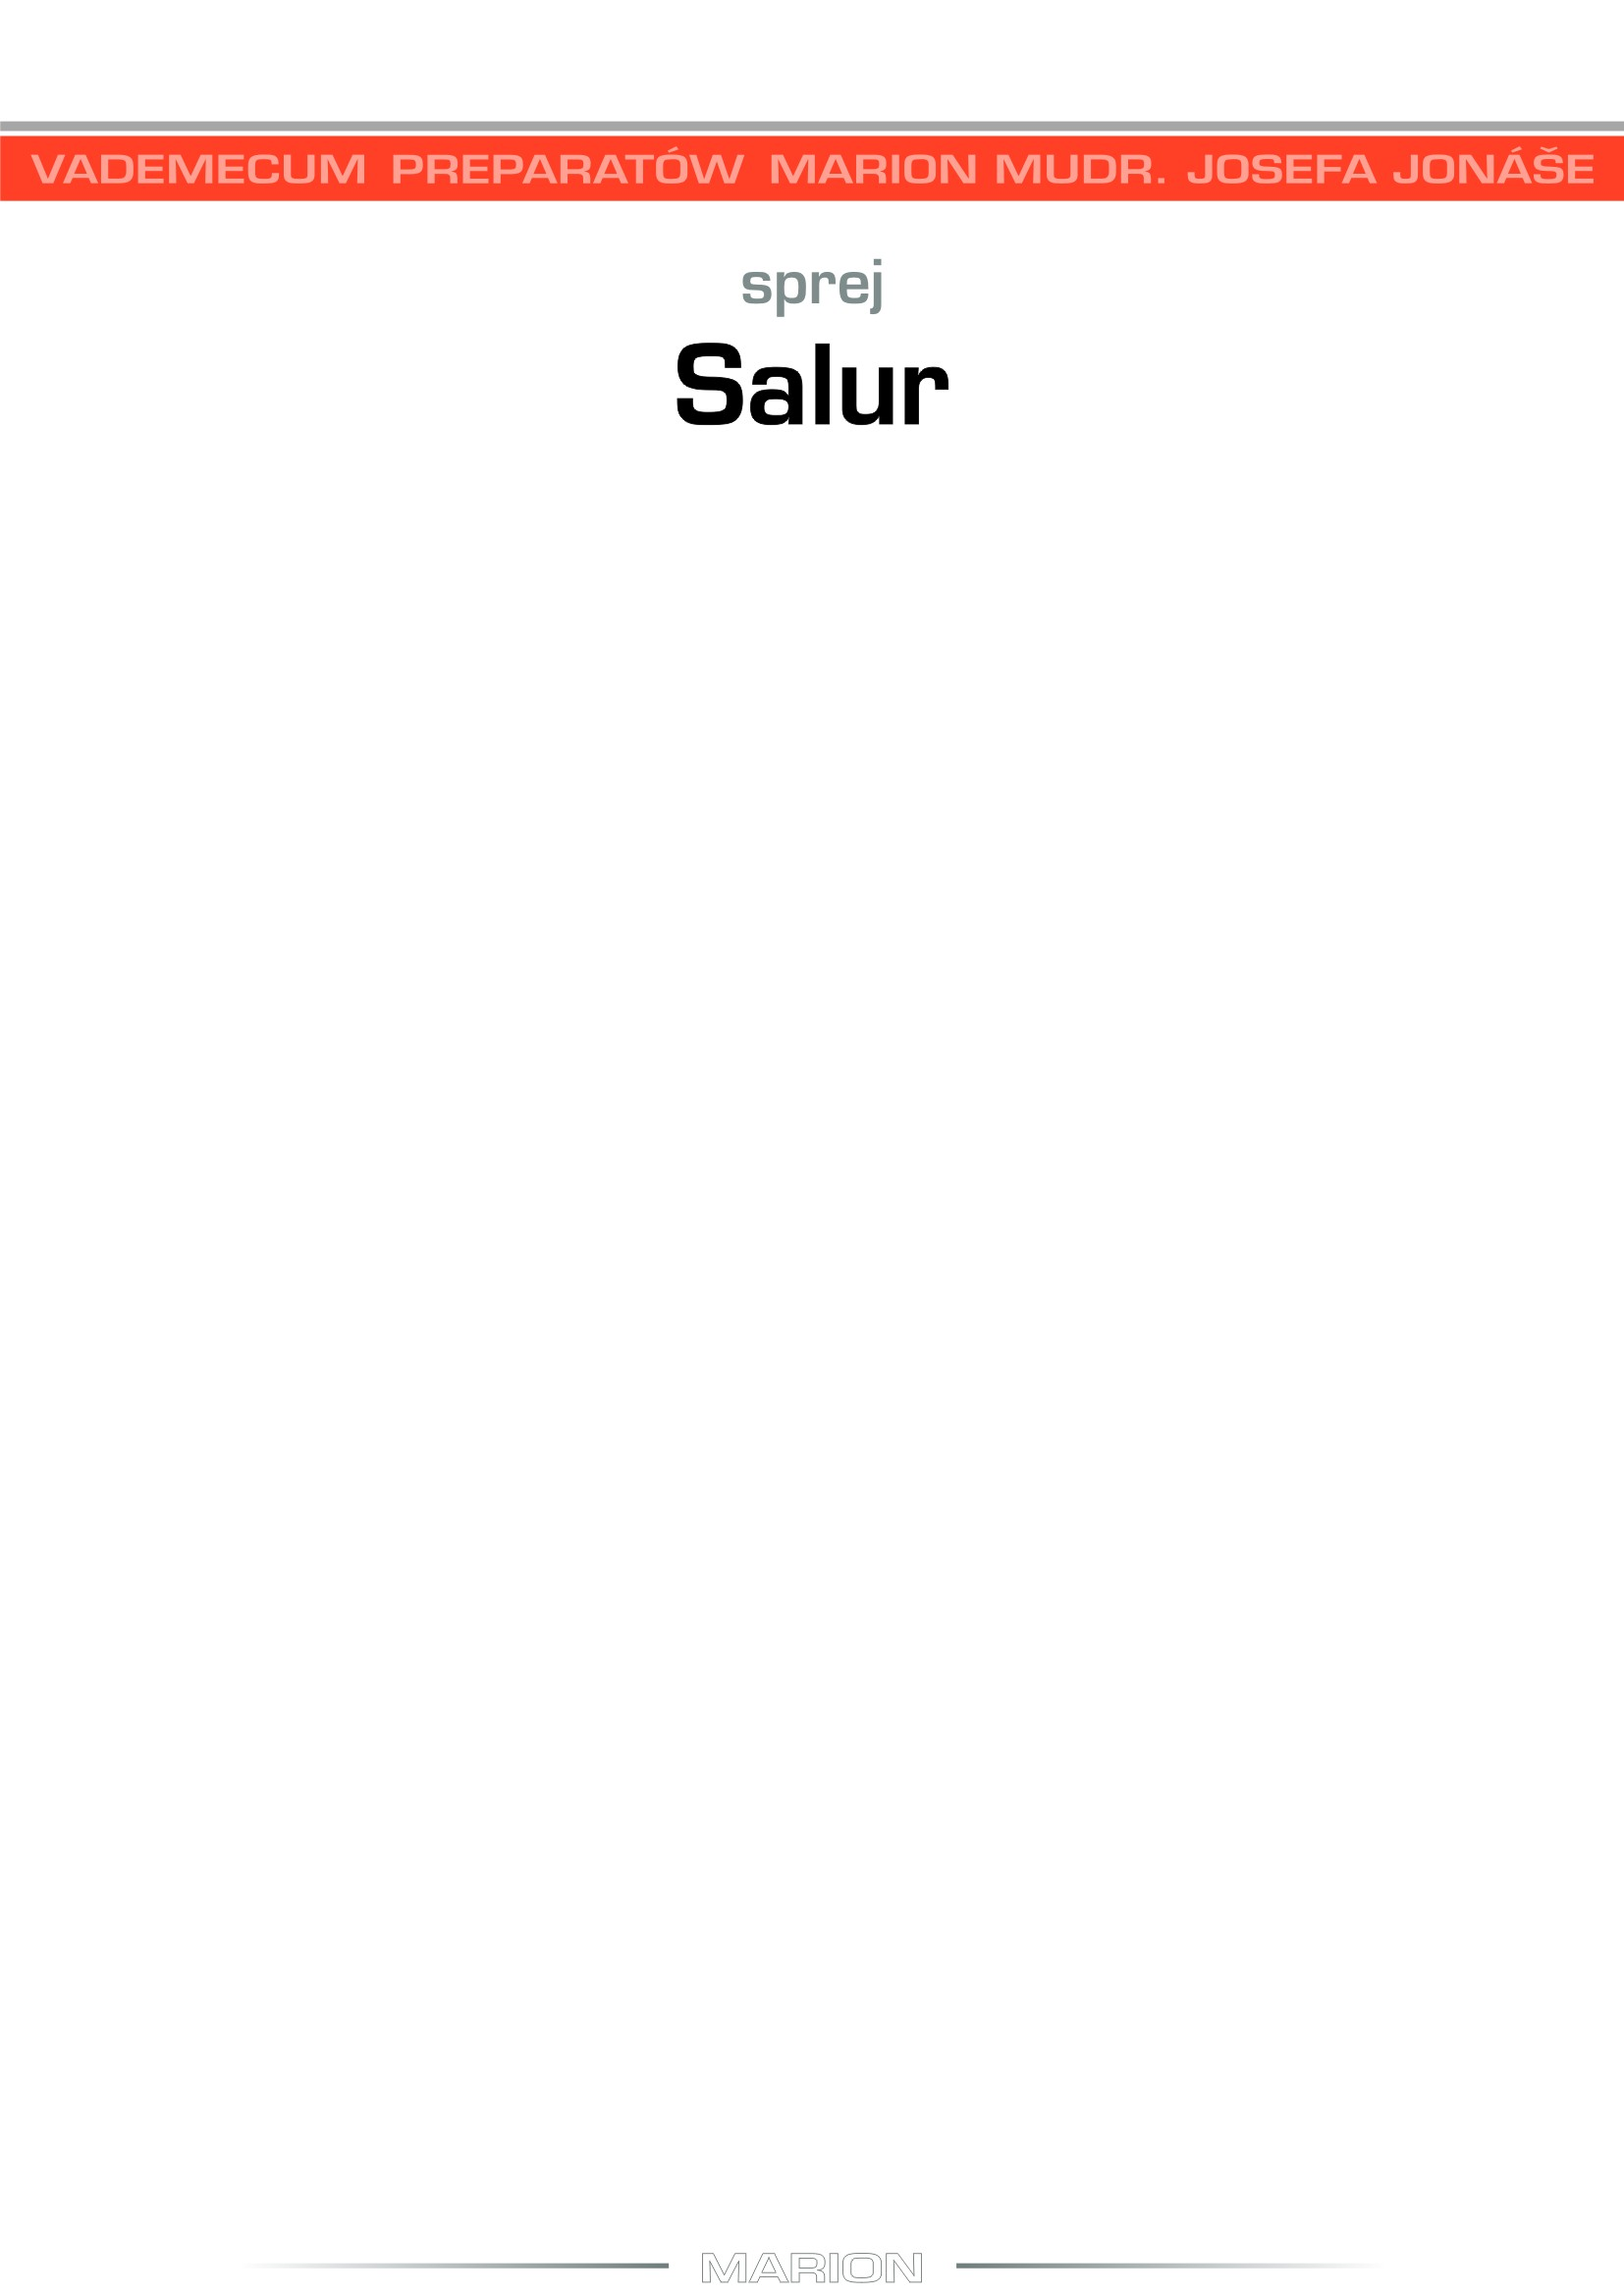 VADEMECUM PREPARATÓW MARION MUDR. JOSEFA JONÁŠE
sprej
Salur
MARION